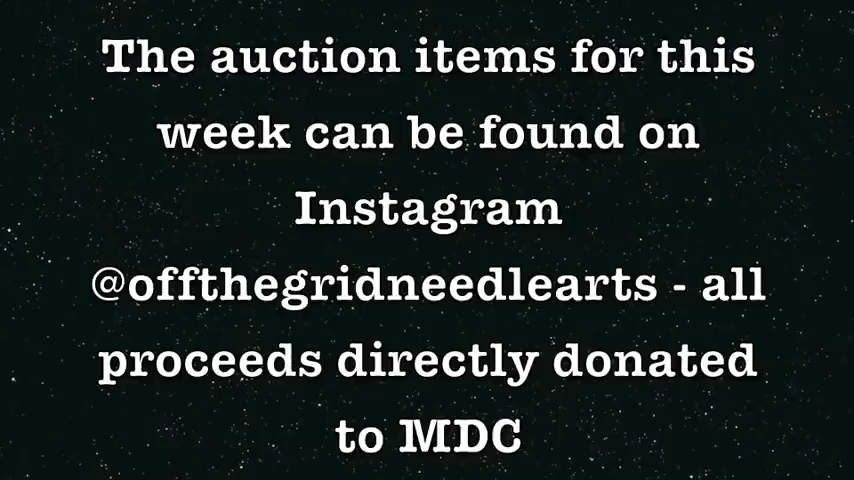 The auction items for this
week can be found on
Instagram
@offthegridneedlearts - all
proceeds directly donated
to MDC